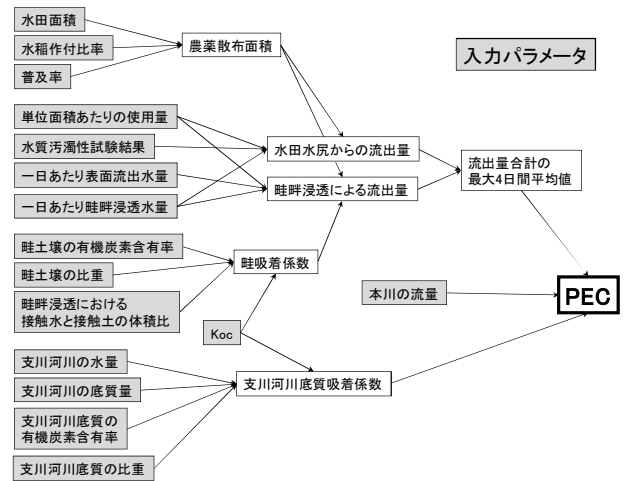 水田面積
水稲作付比率
普及率
農薬散布面積
入力パラメータ
単位面積あたりの使用量
水質汚濁性試験結果
一日あたり表面流出水量
一日あたり畦畔浸透水量
水田水尻からの流出量
畦畔浸透による流出量
流出量合計の
最大4日間平均値
畦土壌の有機炭素含有率
畦土壌の比重
畦畔浸透における
接触水と接触土の体積比
畦吸着係数
Koc
本川の流量
PEC
支川河川の水量
支川河川の底質量
支川河川底質の
有機炭素含有率
支川河川底質の比重
支川河川底質吸着係数